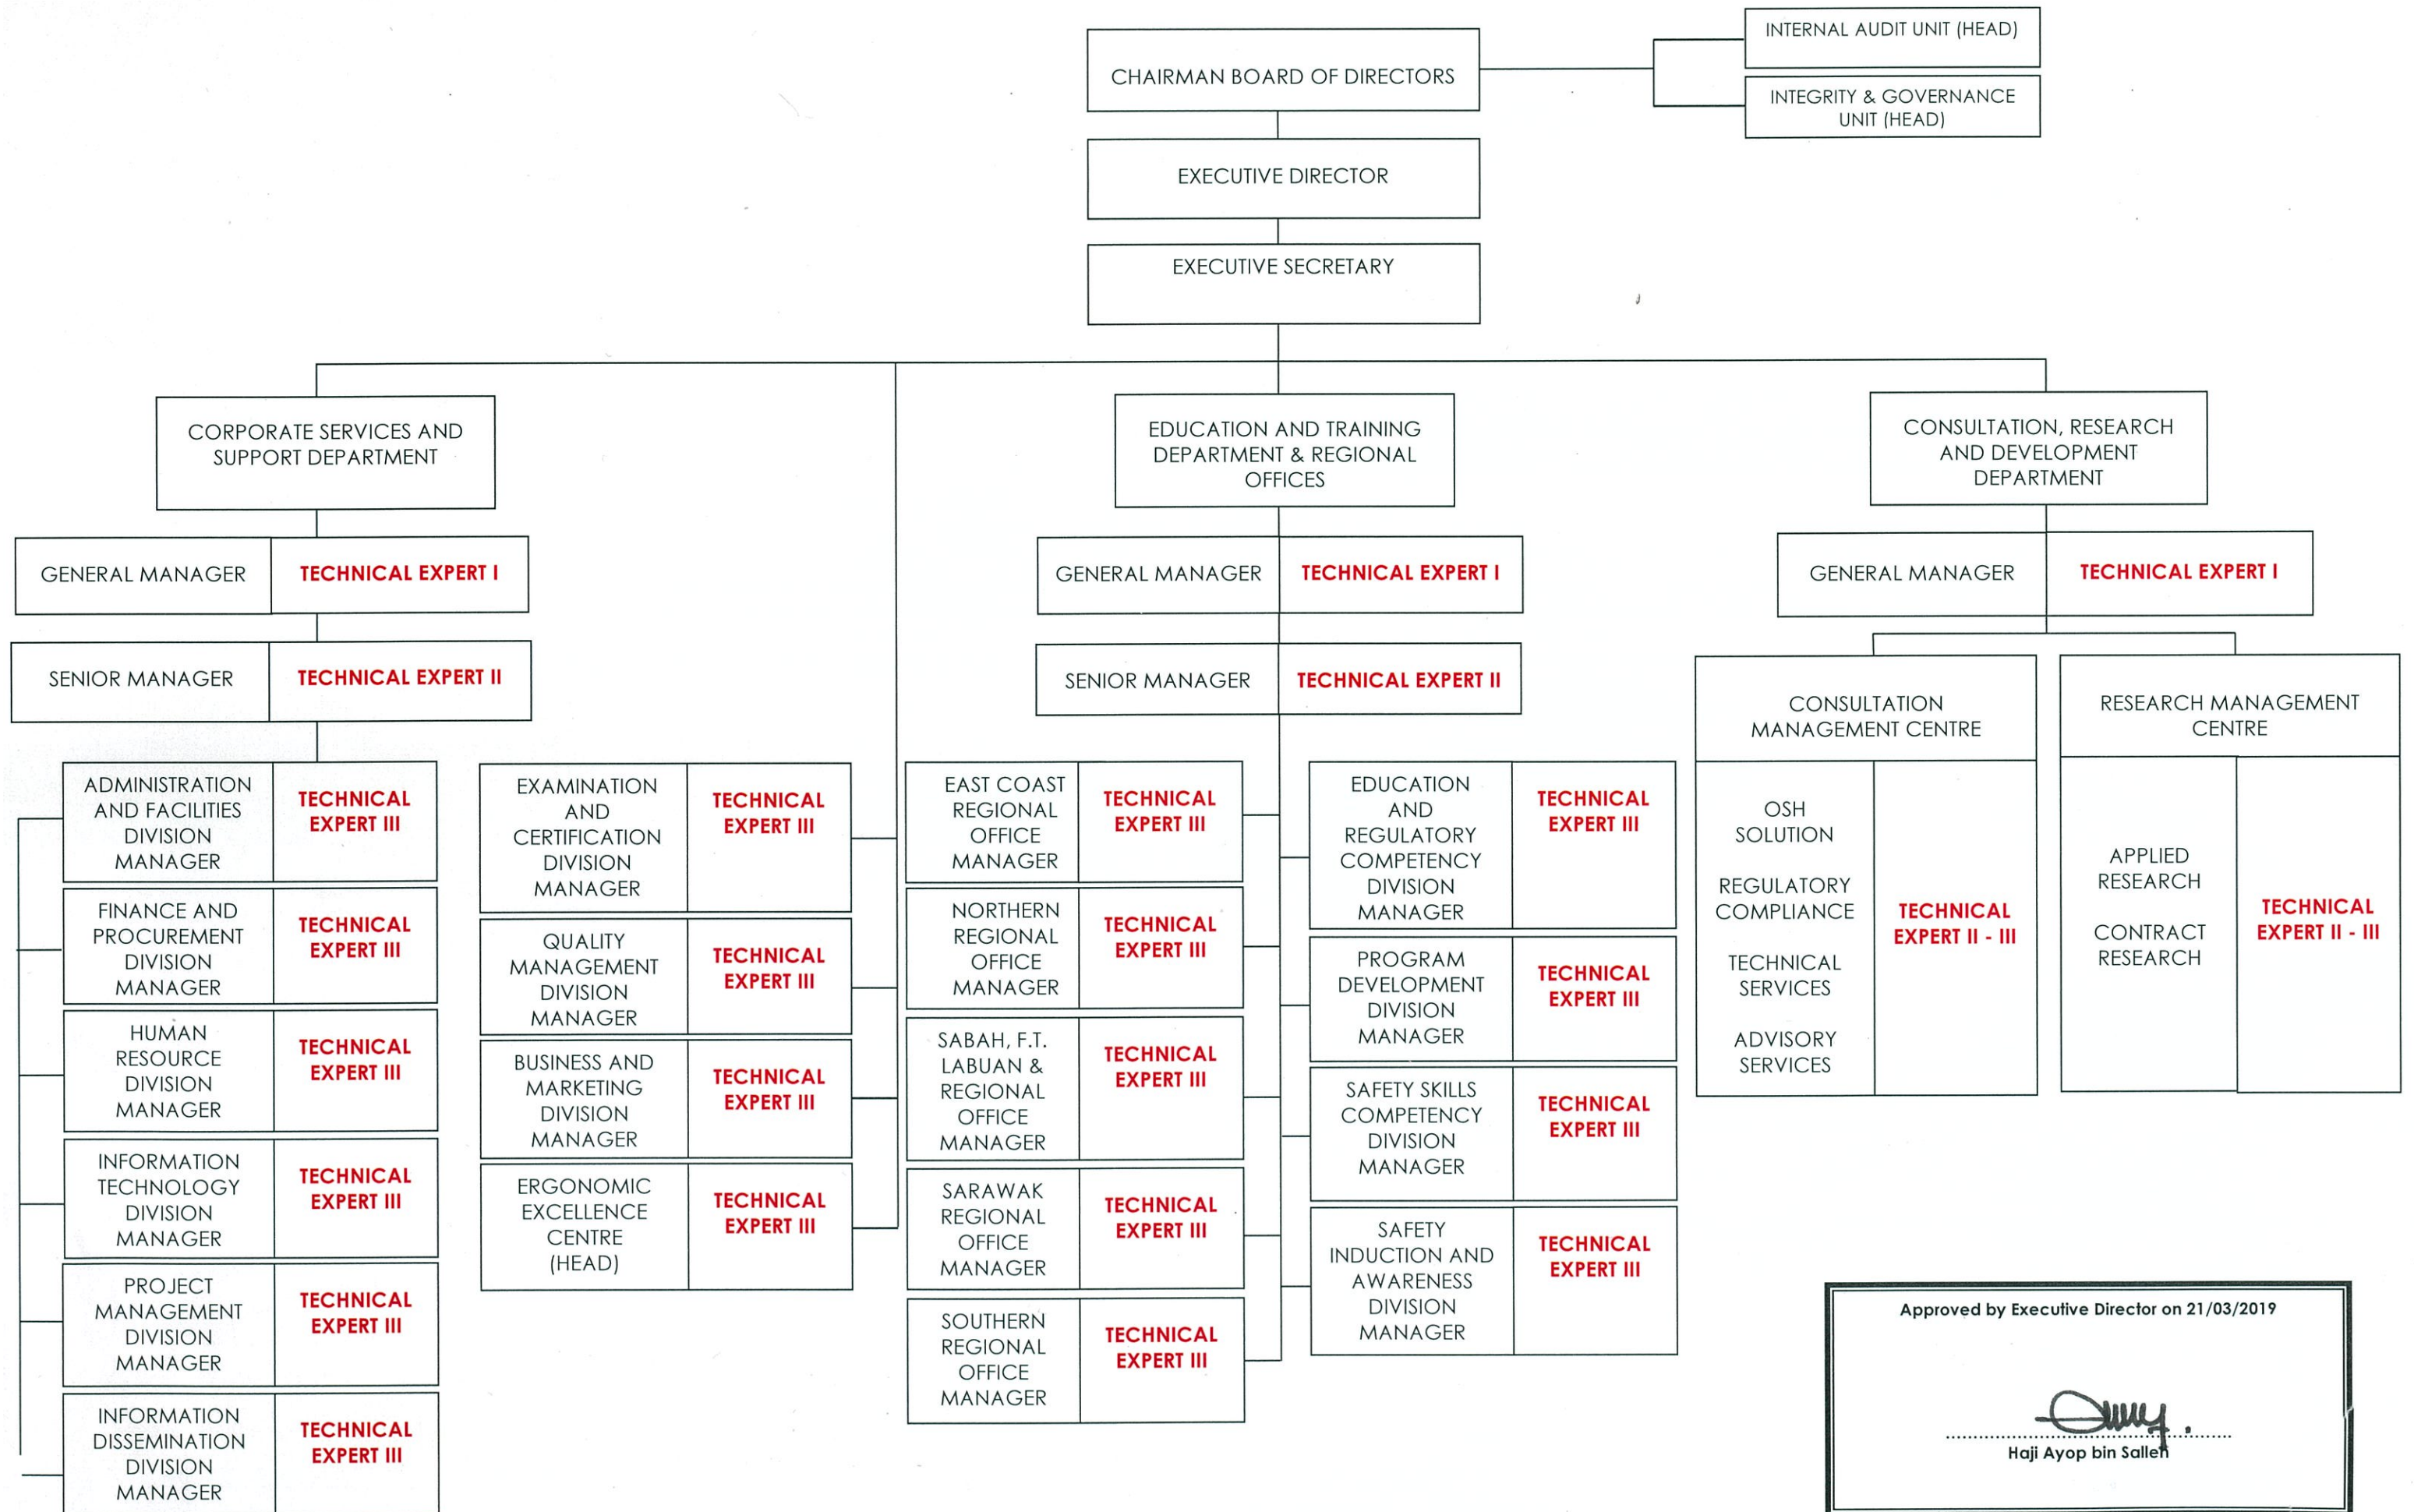 CHAIRMAN BOARD OF DIRECTORS
INTERNAL AUDIT UNIT (HEAD)
INTEGRITY & GOVERNANCE
UNIT (HEAD)
EXECUTIVE DIRECTOR
EXECUTIVE SECRETARY
CORPORATE SERVICES AND
SUPPORT DEPARTMENT
GENERAL MANAGER
TECHNICAL EXPERT I
SENIOR MANAGER
TECHNICAL EXPERT II
ADMINISTRATION
AND FACILITIES
DIVISION
MANAGER
TECHNICAL
EXPERT III
FINANCE AND
PROCUREMENT
DIVISION
MANAGER
TECHNICAL
EXPERT III
HUMAN
RESOURCE
DIVISION
MANAGER
TECHNICAL
EXPERT III
INFORMATION
TECHNOLOGY
DIVISION
MANAGER
TECHNICAL
EXPERT III
PROJECT
MANAGEMENT
DIVISION
MANAGER
TECHNICAL
EXPERT III
INFORMATION
DISSEMINATION
DIVISION
MANAGER
TECHNICAL
EXPERT III
EXAMINATION
AND
CERTIFICATION
DIVISION
MANAGER
TECHNICAL
EXPERT III
QUALITY
MANAGEMENT
DIVISION
MANAGER
TECHNICAL
EXPERT III
BUSINESS AND
MARKETING
DIVISION
MANAGER
TECHNICAL
EXPERT III
ERGONOMIC
EXCELLENCE
CENTRE
(HEAD)
TECHNICAL
EXPERT III
EDUCATION AND TRAINING
DEPARTMENT & REGIONAL
OFFICES
GENERAL MANAGER
TECHNICAL EXPERT I
SENIOR MANAGER
TECHNICAL EXPERT II
EAST COAST
REGIONAL
OFFICE
MANAGER
TECHNICAL
EXPERT III
NORTHERN
REGIONAL
OFFICE
MANAGER
TECHNICAL
EXPERT III
SABAH, F.T.
LABUAN &
REGIONAL
OFFICE
MANAGER
TECHNICAL
EXPERT III
SARAWAK
REGIONAL
OFFICE
MANAGER
TECHNICAL
EXPERT III
SOUTHERN
REGIONAL
OFFICE
MANAGER
TECHNICAL
EXPERT III
EDUCATION
AND
REGULATORY
COMPETENCY
DIVISION
MANAGER
TECHNICAL
EXPERT III
PROGRAM
DEVELOPMENT
DIVISION
MANAGER
TECHNICAL
EXPERT III
SAFETY SKILLS
COMPETENCY
DIVISION
MANAGER
TECHNICAL
EXPERT III
SAFETY
INDUCTION AND
AWARENESS
DIVISION
MANAGER
TECHNICAL
EXPERT III
CONSULTATION, RESEARCH
AND DEVELOPMENT
DEPARTMENT
GENERAL MANAGER
TECHNICAL EXPERT I
CONSULTATION
MANAGEMENT CENTRE
OSH
SOLUTION
REGULATORY
COMPLIANCE
TECHNICAL
SERVICES
ADVISORY
SERVICES
TECHNICAL
EXPERT II - III
RESEARCH MANAGEMENT
CENTRE
APPLIED
RESEARCH
CONTRACT
RESEARCH
TECHNICAL
EXPERT II - III
Approved by Executive Director on 21/03/2019
Haji Ayop bin Salleh